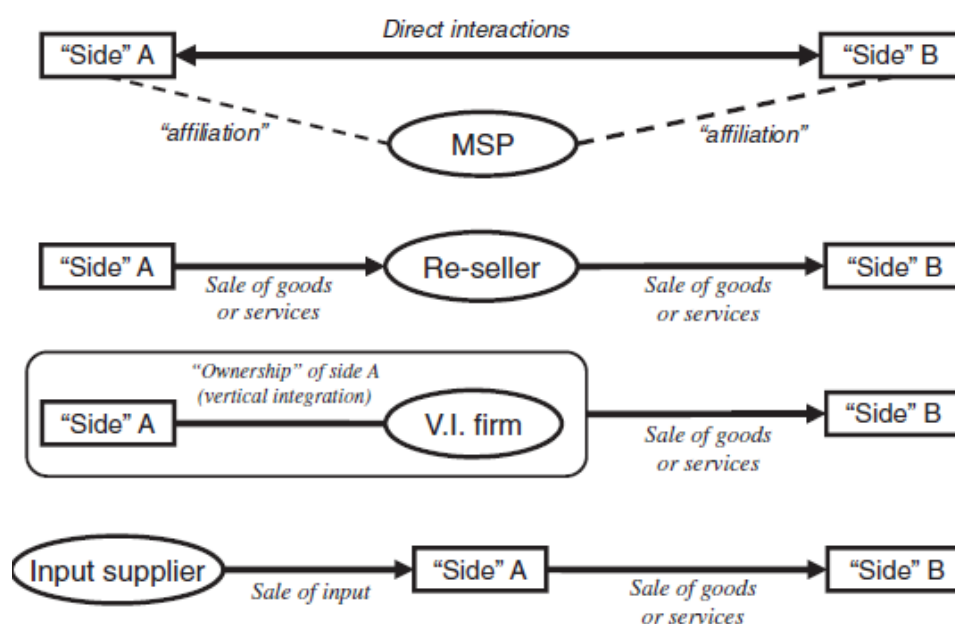 Direct interactions
“Side” A
“Side” B
“affiliation”
MSP
“affiliation”
“Side” A
Re-seller
“Side” B
Sale of goods
or services
Sale of goods
or services
“Ownership” of side A
(vertical integration)
“Side” A
V.I. firm
“Side” B
Sale of goods
or services
Input supplier
“Side” A
“Side” B
Sale of input
Sale of goods
or services